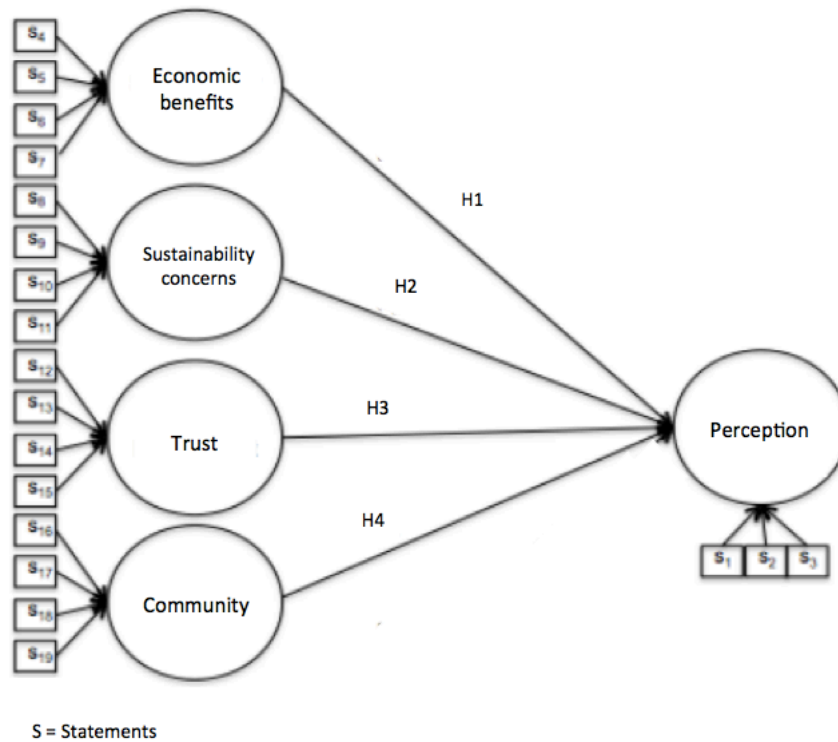 S4
S5
S6
S7
S8
S9
S10
S11
S12
S13
S14
S15
S16
S17
S18
S19
Economic
benefits
Sustainability
concerns
Trust
Community
H1
H2
H3
H4
Perception
S1 S2 S3
S = Statements